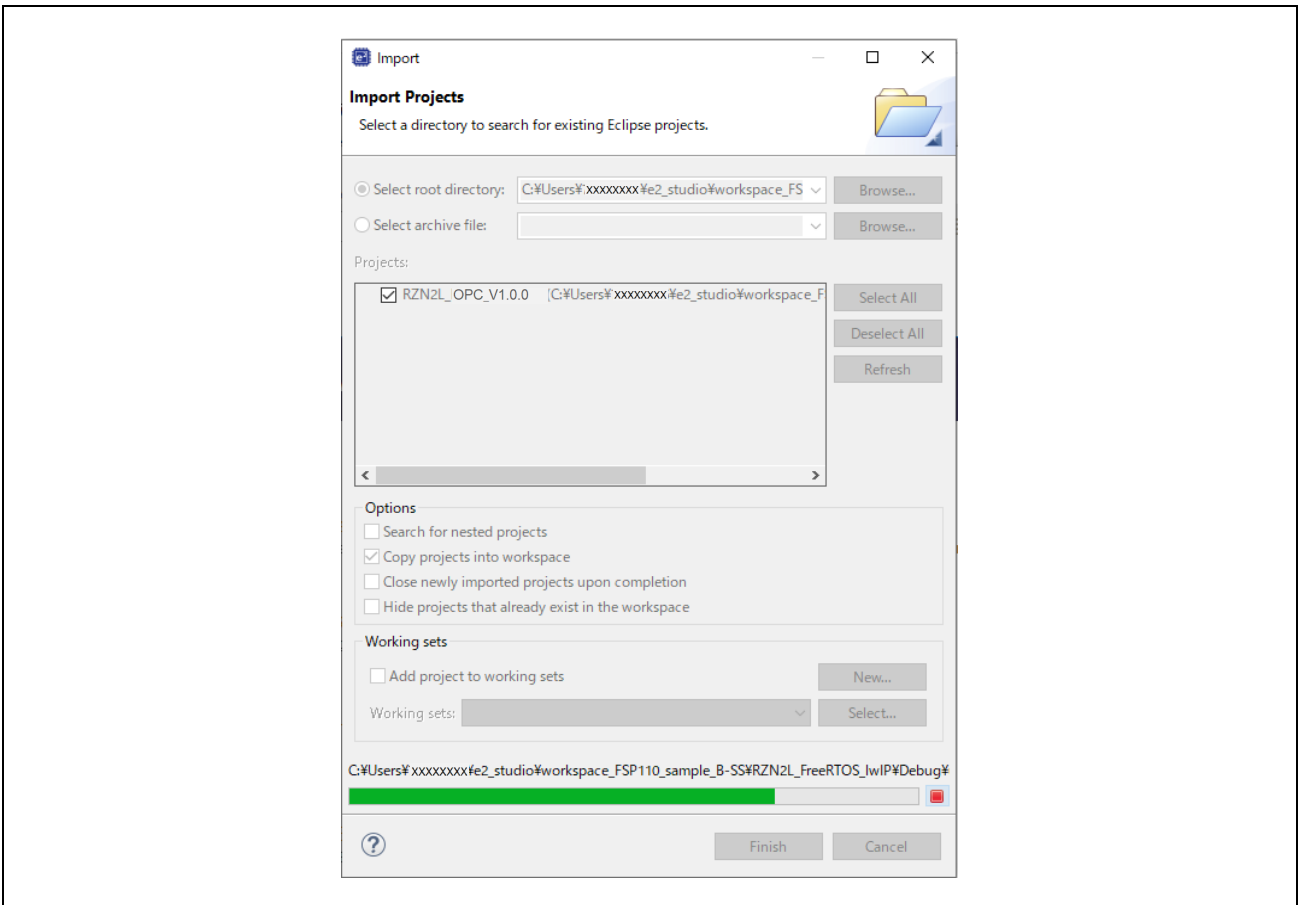 Import
Import Projects
Select a directory to search for existing Eclipse projects.
Select root directory: C:¥Users¥xxxxxxxx¥e2_studio¥workspace_FS Browse...
Select archive file: Browse...
Projects:
RZN2L_OPC_V1.0.0 (C:¥Users¥xxxxxxxx¥e2_studio¥workspace_F Select All
Deselect All
Refresh
Options
Search for nested projects
Copy projects into workspace
Close newly imported projects upon completion
Hide projects that already exist in the workspace
Working sets
Add project to working sets New...
Working sets: Select...
C:¥Users¥xxxxxxxx¥e2_studio¥workspace_FSP110_sample_B-SS¥RZN2L_FreeRTOS_lwIP¥Debug¥
Finish Cancel